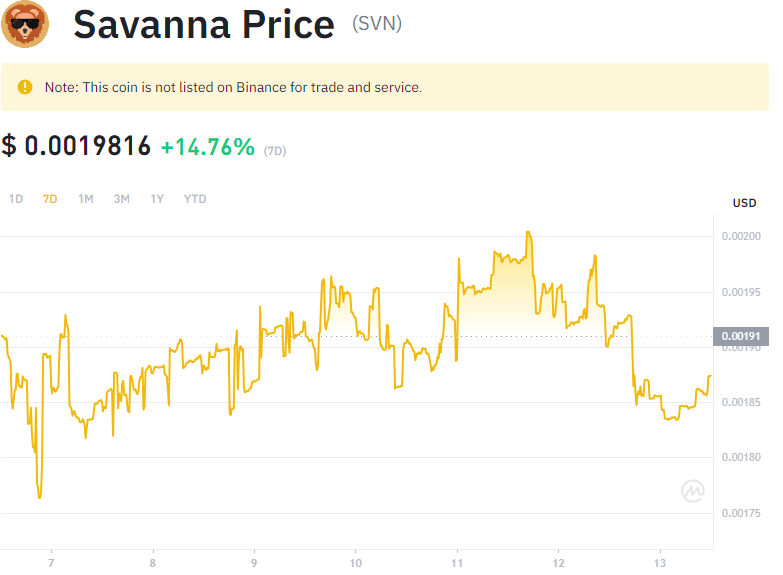 Savanna Price (SVN)
Note: This coin is not listed on Binance for trade and service.
$ 0.0019816 +14.76% (7D)
1D 7D 1M 3M 1Y YTD
USD
0.00200
0.00195
0.00191
0.00190
0.00185
0.00180
0.00175
7 8 9 10 11 12 13